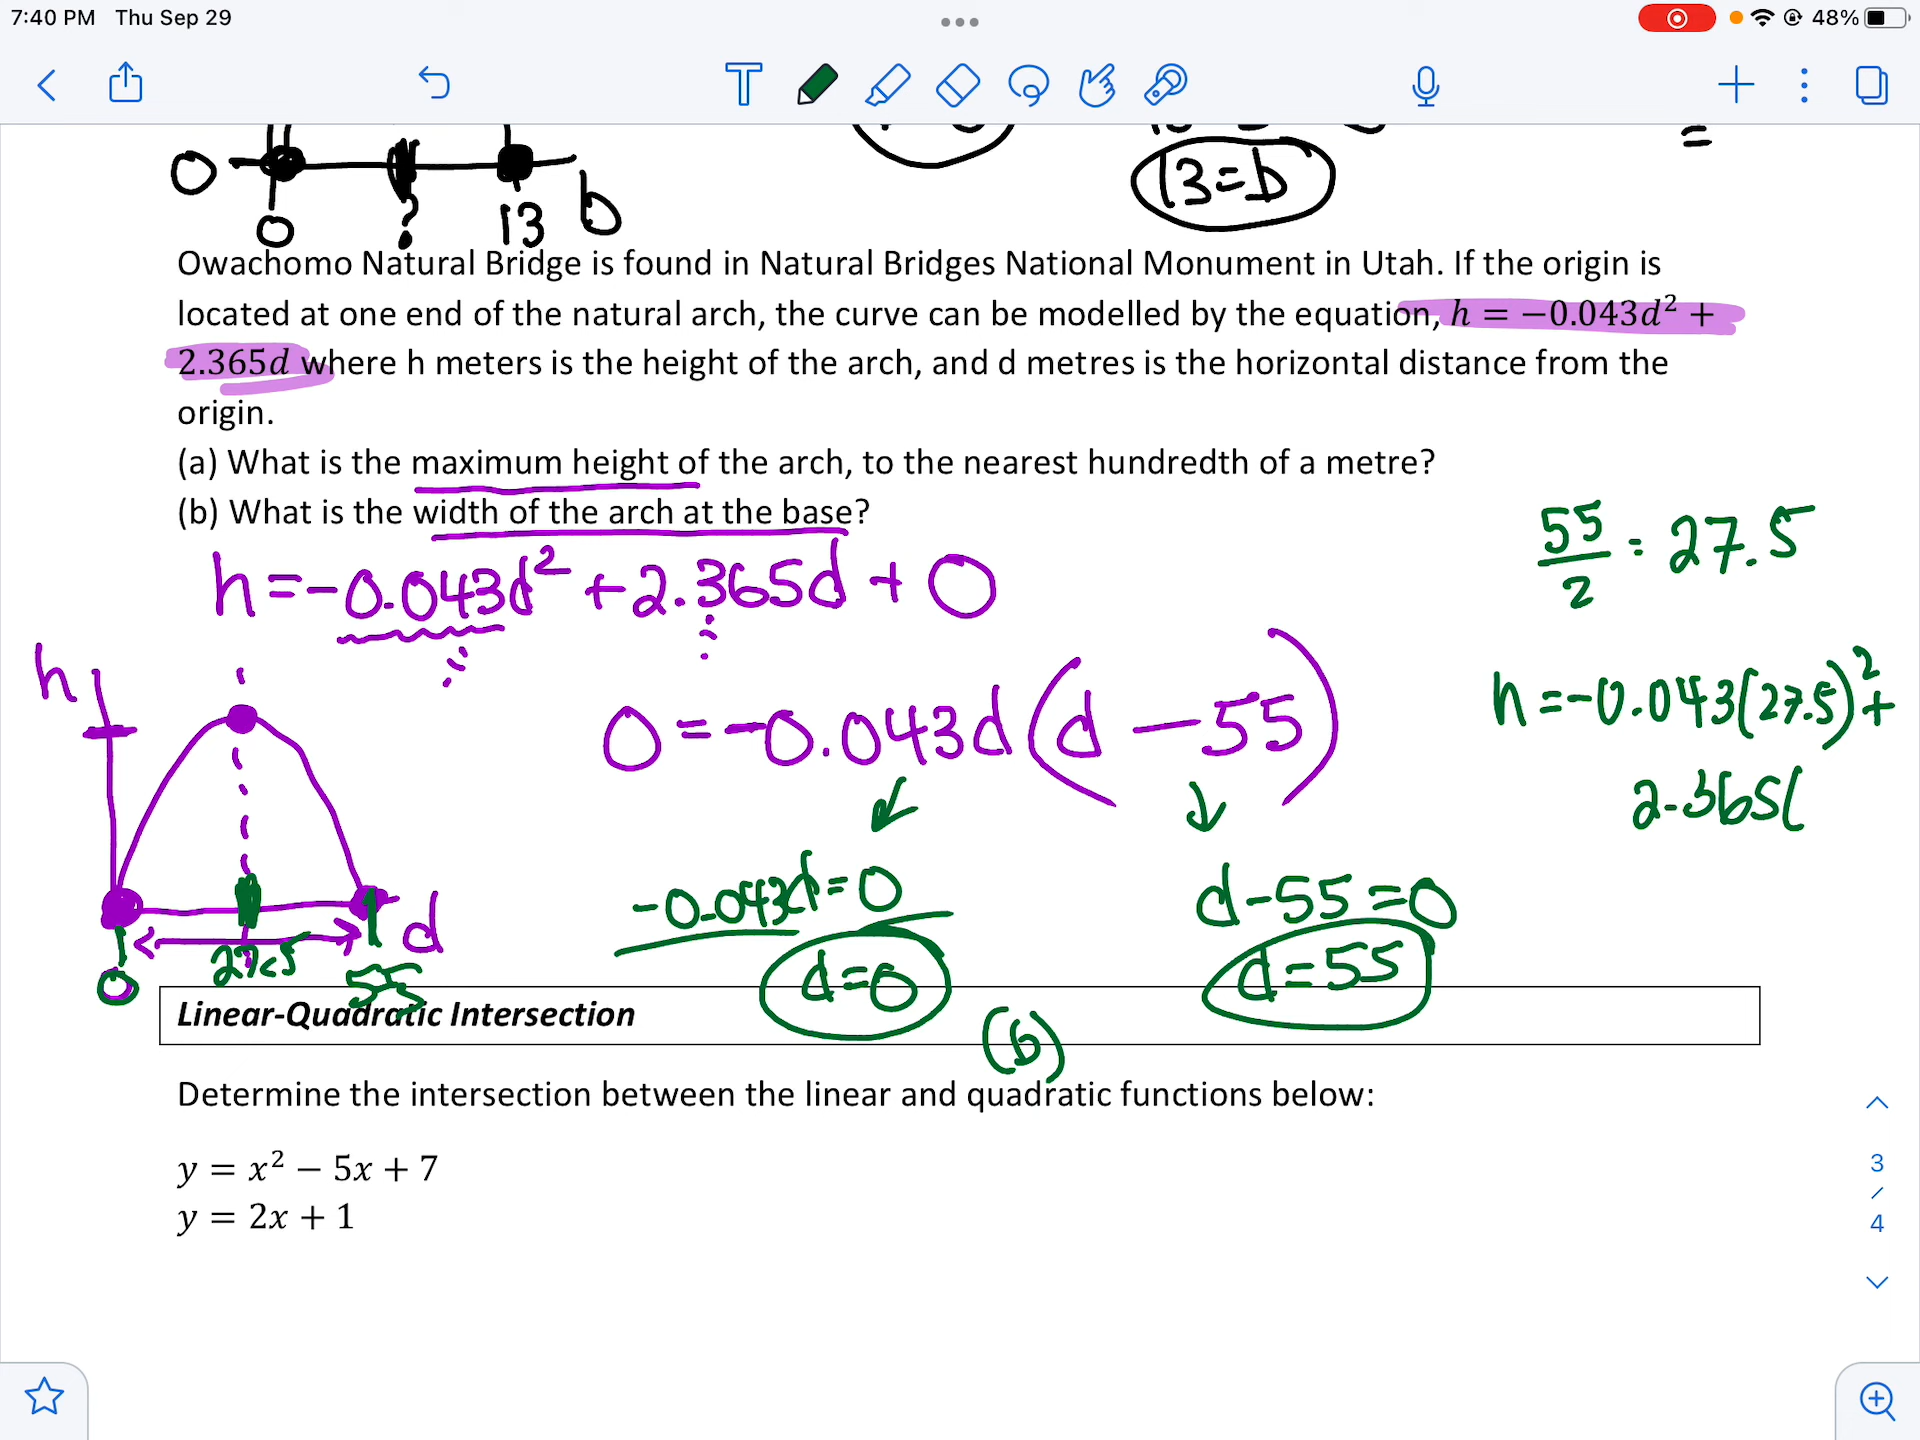 7:40 PM Thu Sep 29
48%
T
0
0
?
13
b
13=b
=
Owachomo Natural Bridge is found in Natural Bridges National Monument in Utah. If the origin is
located at one end of the natural arch, the curve can be modelled by the equation, h = −0.043d² +
2.365d where h meters is the height of the arch, and d metres is the horizontal distance from the
origin.
(a) What is the maximum height of the arch, to the nearest hundredth of a metre?
(b) What is the width of the arch at the base?
55/2 = 27.5
h=-0.043d² +2.365d + 0
h
0=-0.043d(d-55)
h=-0.043(27.5)²+
2.365(
-0.043d=0
d-55=0
d
0
27.5
55
d=0
d=55
(b)
Linear-Quadratic Intersection
Determine the intersection between the linear and quadratic functions below:
y = x² − 5x + 7
y = 2x + 1
3
/
4